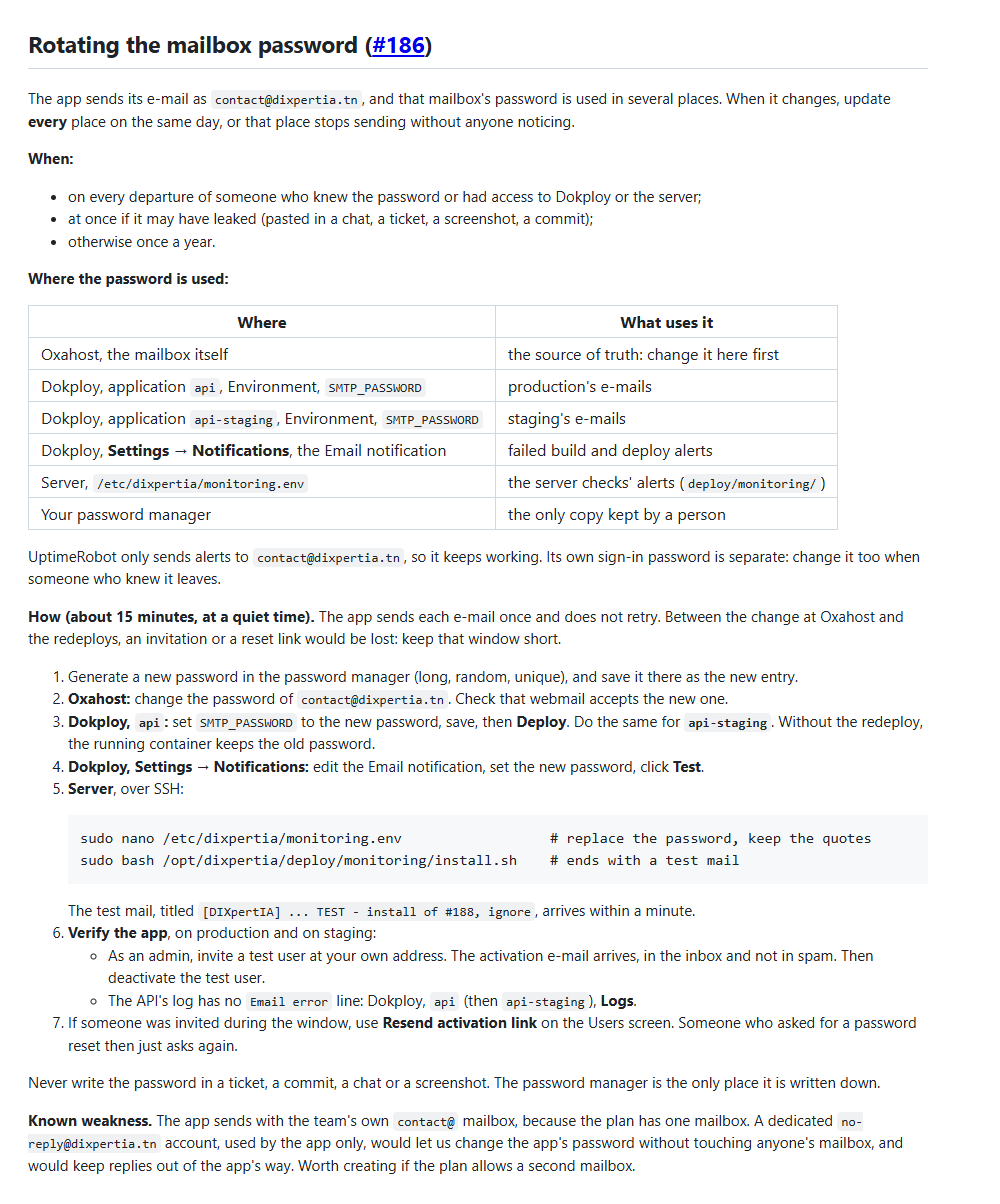 Rotating the mailbox password (#186)
The app sends its e-mail as contact@dixpertia.tn, and that mailbox's password is used in several places. When it changes, update
every place on the same day, or that place stops sending without anyone noticing.
When:
• on every departure of someone who knew the password or had access to Dokploy or the server;
• at once if it may have leaked (pasted in a chat, a ticket, a screenshot, a commit);
• otherwise once a year.
Where the password is used:
Where What uses it
Oxahost, the mailbox itself the source of truth: change it here first
Dokploy, application api, Environment, SMTP_PASSWORD production's e-mails
Dokploy, application api-staging, Environment, SMTP_PASSWORD staging's e-mails
Dokploy, Settings → Notifications, the Email notification failed build and deploy alerts
Server, /etc/dixpertia/monitoring.env the server checks' alerts (deploy/monitoring/)
Your password manager the only copy kept by a person
UptimeRobot only sends alerts to contact@dixpertia.tn, so it keeps working. Its own sign-in password is separate: change it too when
someone who knew it leaves.
How (about 15 minutes, at a quiet time). The app sends each e-mail once and does not retry. Between the change at Oxahost and
the redeploys, an invitation or a reset link would be lost: keep that window short.
1. Generate a new password in the password manager (long, random, unique), and save it there as the new entry.
2. Oxahost: change the password of contact@dixpertia.tn. Check that webmail accepts the new one.
3. Dokploy, api: set SMTP_PASSWORD to the new password, save, then Deploy. Do the same for api-staging. Without the redeploy,
the running container keeps the old password.
4. Dokploy, Settings → Notifications: edit the Email notification, set the new password, click Test.
5. Server, over SSH:
sudo nano /etc/dixpertia/monitoring.env # replace the password, keep the quotes
sudo bash /opt/dixpertia/deploy/monitoring/install.sh # ends with a test mail
The test mail, titled [DIXpertIA] ... TEST - install of #188, ignore, arrives within a minute.
6. Verify the app, on production and on staging:
◦ As an admin, invite a test user at your own address. The activation e-mail arrives, in the inbox and not in spam. Then
deactivate the test user.
◦ The API's log has no Email error line: Dokploy, api (then api-staging), Logs.
7. If someone was invited during the window, use Resend activation link on the Users screen. Someone who asked for a password
reset then just asks again.
Never write the password in a ticket, a commit, a chat or a screenshot. The password manager is the only place it is written down.
Known weakness. The app sends with the team's own contact@ mailbox, because the plan has one mailbox. A dedicated no-
reply@dixpertia.tn account, used by the app only, would let us change the app's password without touching anyone's mailbox, and
would keep replies out of the app's way. Worth creating if the plan allows a second mailbox.